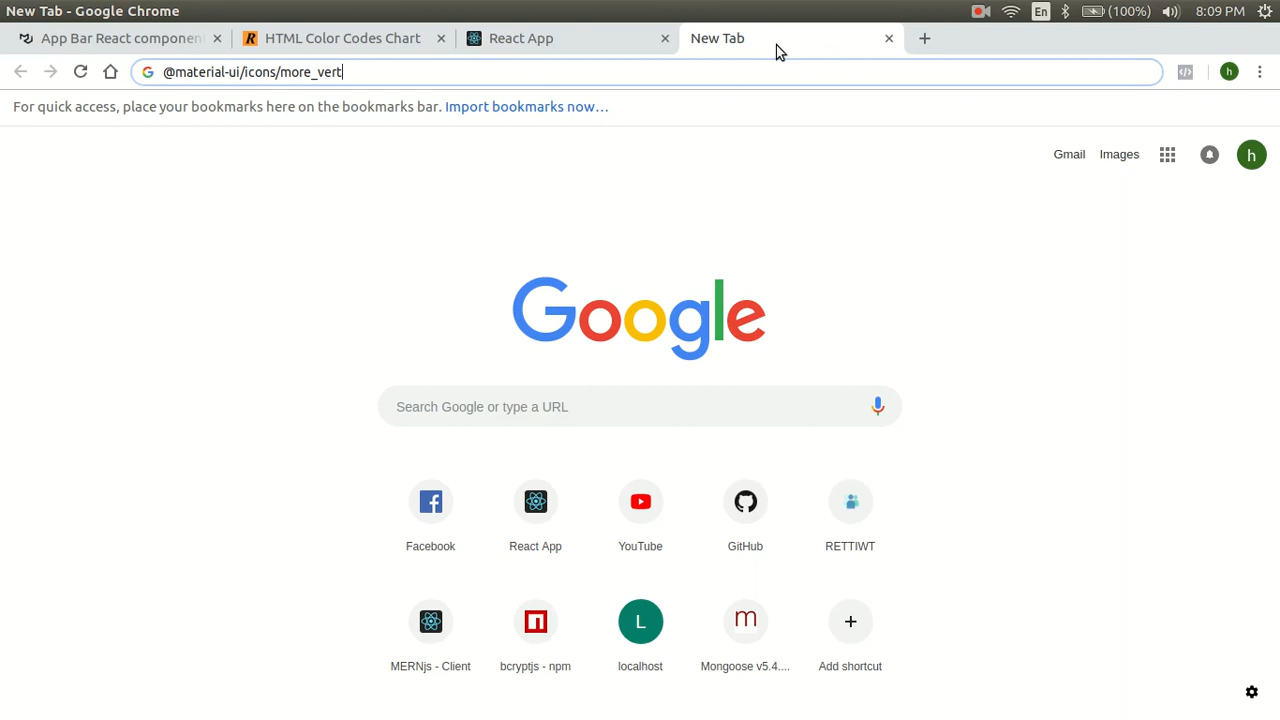 New Tab - Google Chrome
En
(100%)
8:09 PM
App Bar React component
HTML Color Codes Chart
React App
New Tab
@material-ui/icons/more_vert
h
For quick access, place your bookmarks here on the bookmarks bar. Import bookmarks now...
Gmail
Images
h
Google
Search Google or type a URL
Facebook
React App
YouTube
GitHub
RETTIWT
L
m
MERNjs - Client
bcryptjs - npm
localhost
Mongoose v5.4....
Add shortcut